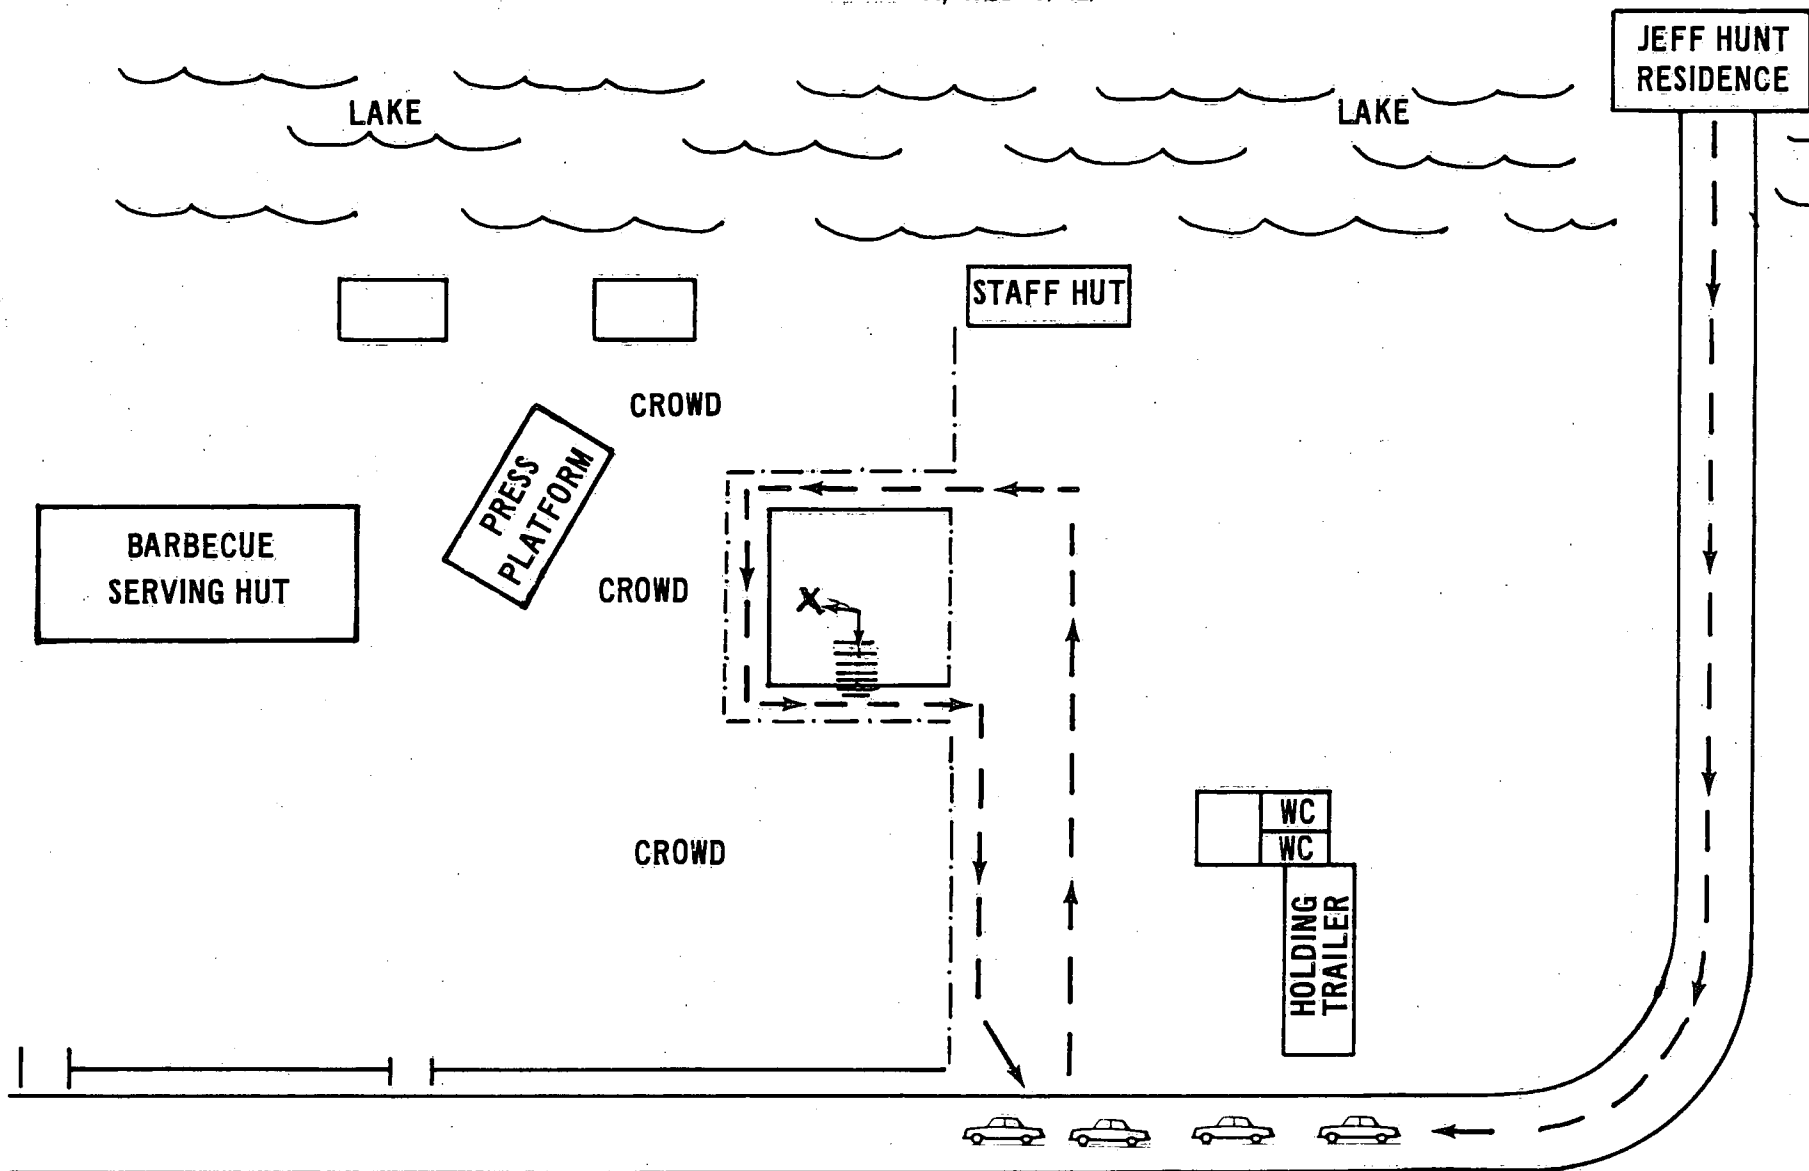 JEFF HUNT
RESIDENCE
LAKE
LAKE
STAFF HUT
CROWD
PRESS
PLATFORM
BARBECUE
SERVING HUT
CROWD
X
WC
WC
CROWD
HOLDING
TRAILER